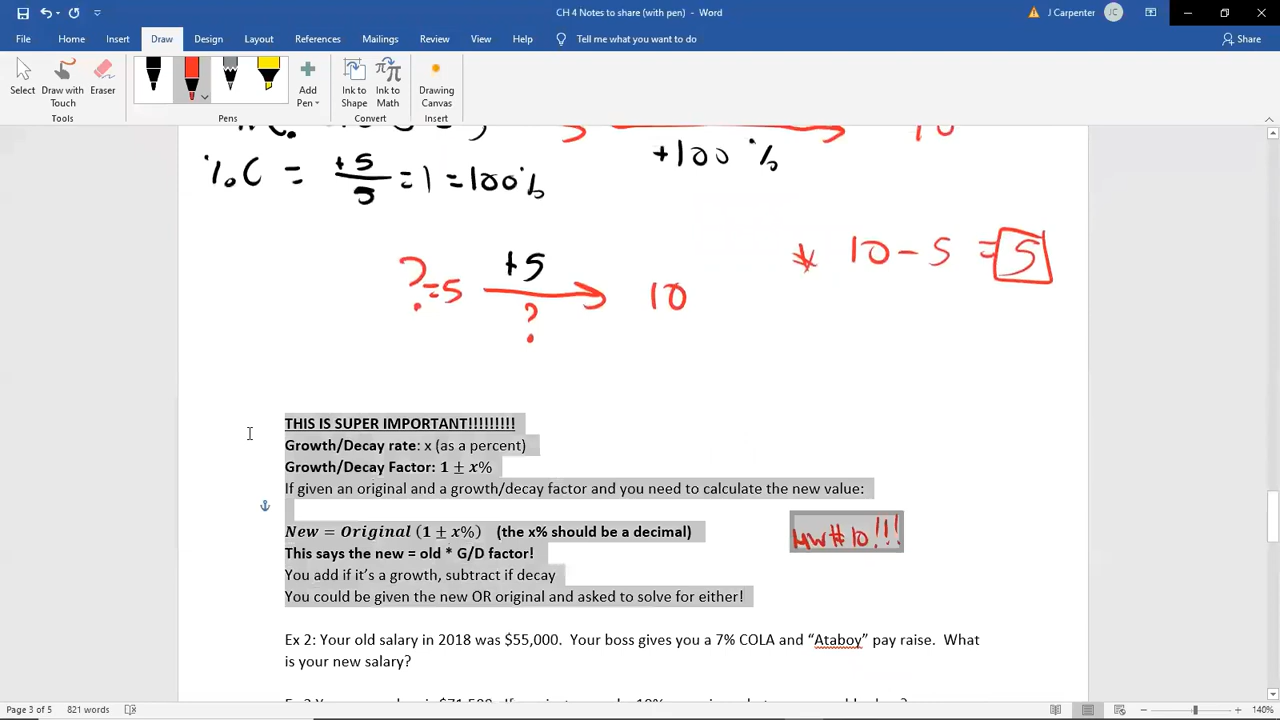 CH 4 Notes to share (with pen) - Word
J Carpenter JC
File Home Insert Draw Design Layout References Mailings Review View Help Tell me what you want to do Share
Select Draw with Touch Eraser Add Pen Ink to Shape Ink to Math Drawing Canvas
Tools Pens Convert Insert
5 10
+100 %
%C = +5/5 = 1 = 100%
* 10 - 5 = 5
? = 5 +5 10
?
THIS IS SUPER IMPORTANT!!!!!!!!!
Growth/Decay rate: x (as a percent)
Growth/Decay Factor: 1 ± x%
If given an original and a growth/decay factor and you need to calculate the new value:
New = Original (1 ± x%) (the x% should be a decimal)
HW# 10!!!
This says the new = old * G/D factor!
You add if it's a growth, subtract if decay
You could be given the new OR original and asked to solve for either!
Ex 2: Your old salary in 2018 was $55,000. Your boss gives you a 7% COLA and “Ataboy” pay raise. What
is your new salary?
Page 3 of 5 821 words 140%